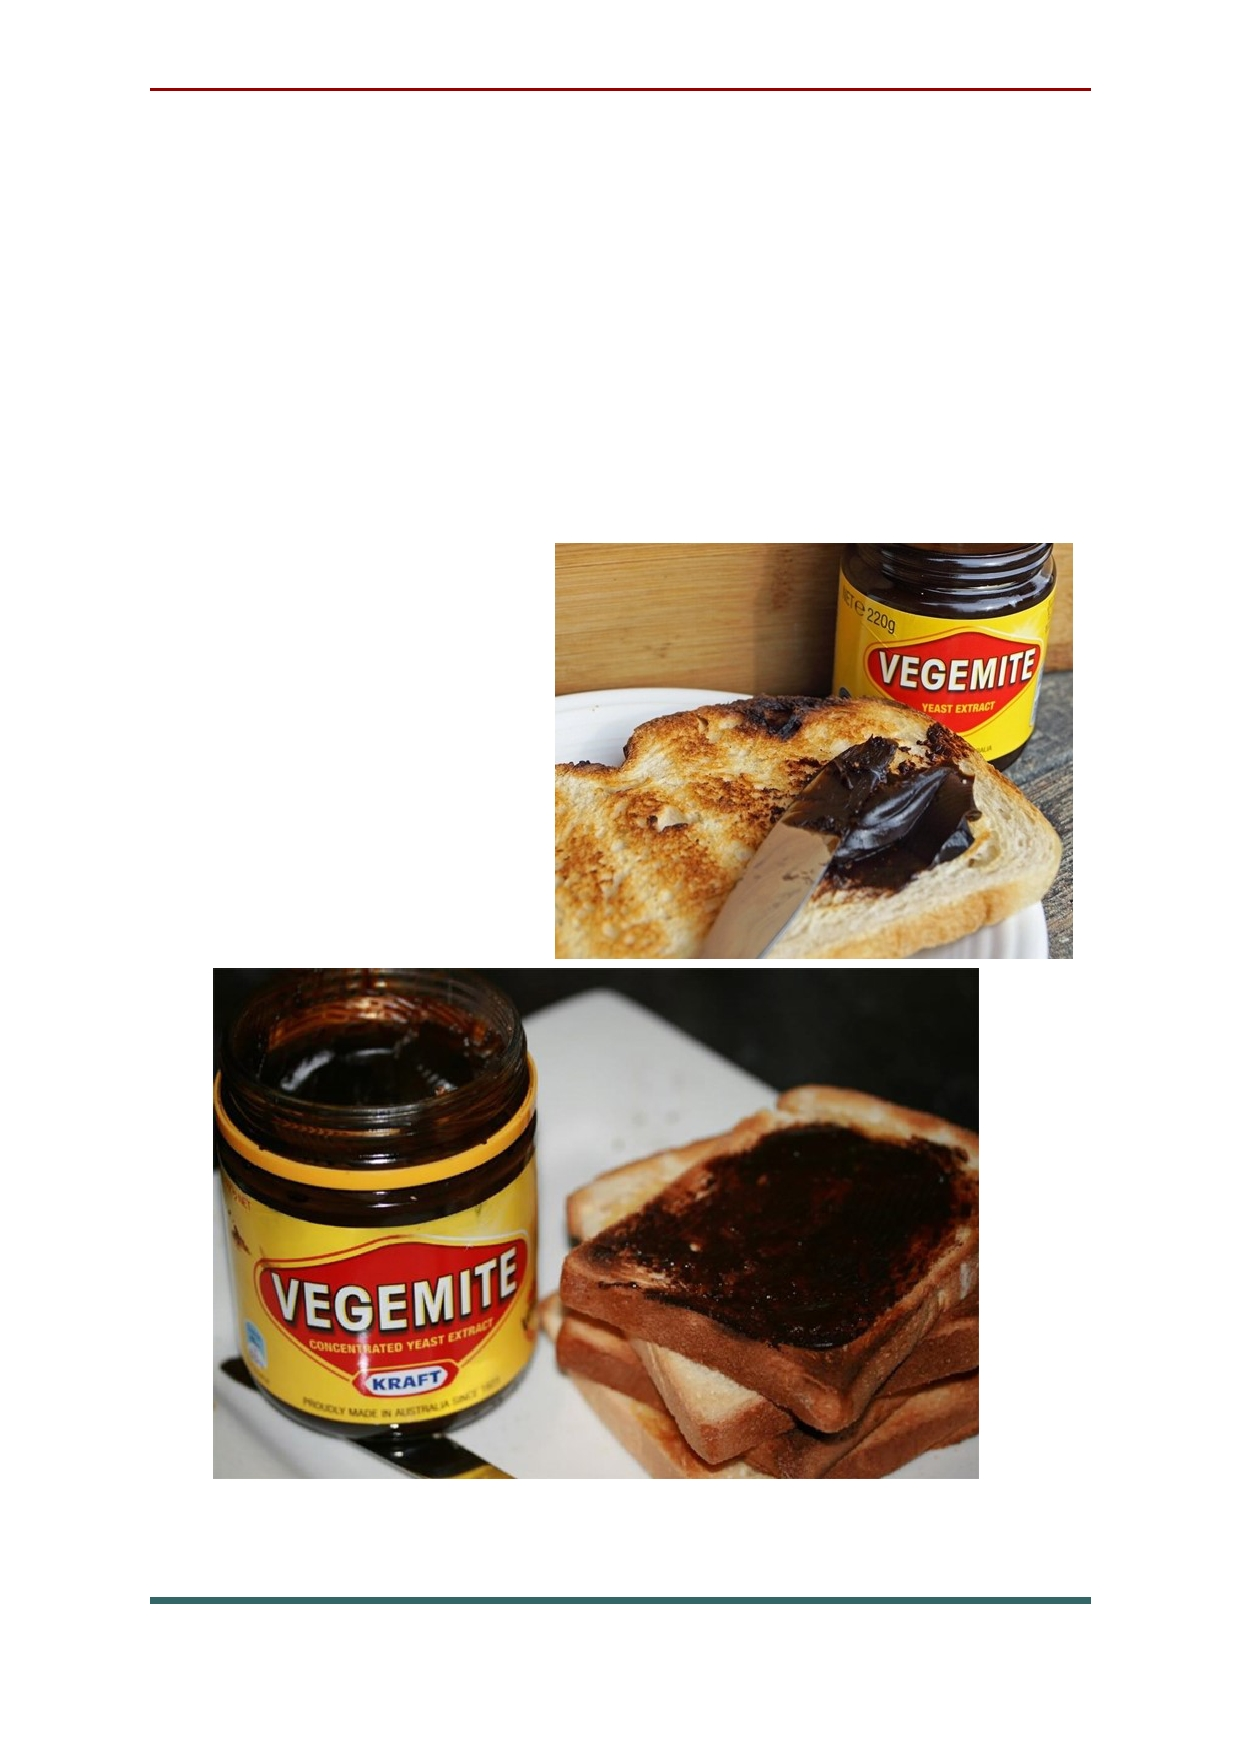 NET e 220g
VEGEMITE
YEAST EXTRACT
VEGEMITE
CONCENTRATED YEAST EXTRACT
KRAFT
PROUDLY MADE IN AUSTRALIA SINCE